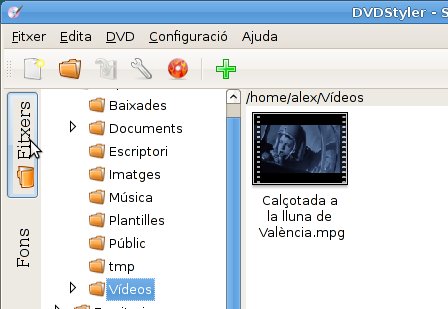 DVDStyler - S
Fitxer Edita DVD Configuració Ajuda
Fitxers
Fons
Baixades
Documents
Escriptori
Imatges
Música
Plantilles
Públic
tmp
Vídeos
/home/alex/Vídeos
Calçotada a
la lluna de
València.mpg